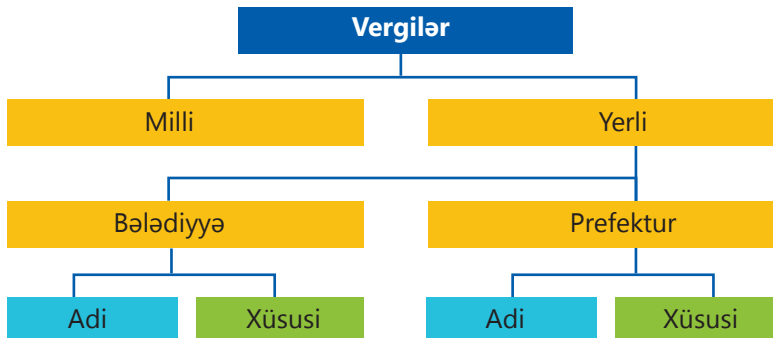 Vergilər
Milli
Yerli
Bələdiyyə
Prefektur
Adi
Xüsusi
Adi
Xüsusi